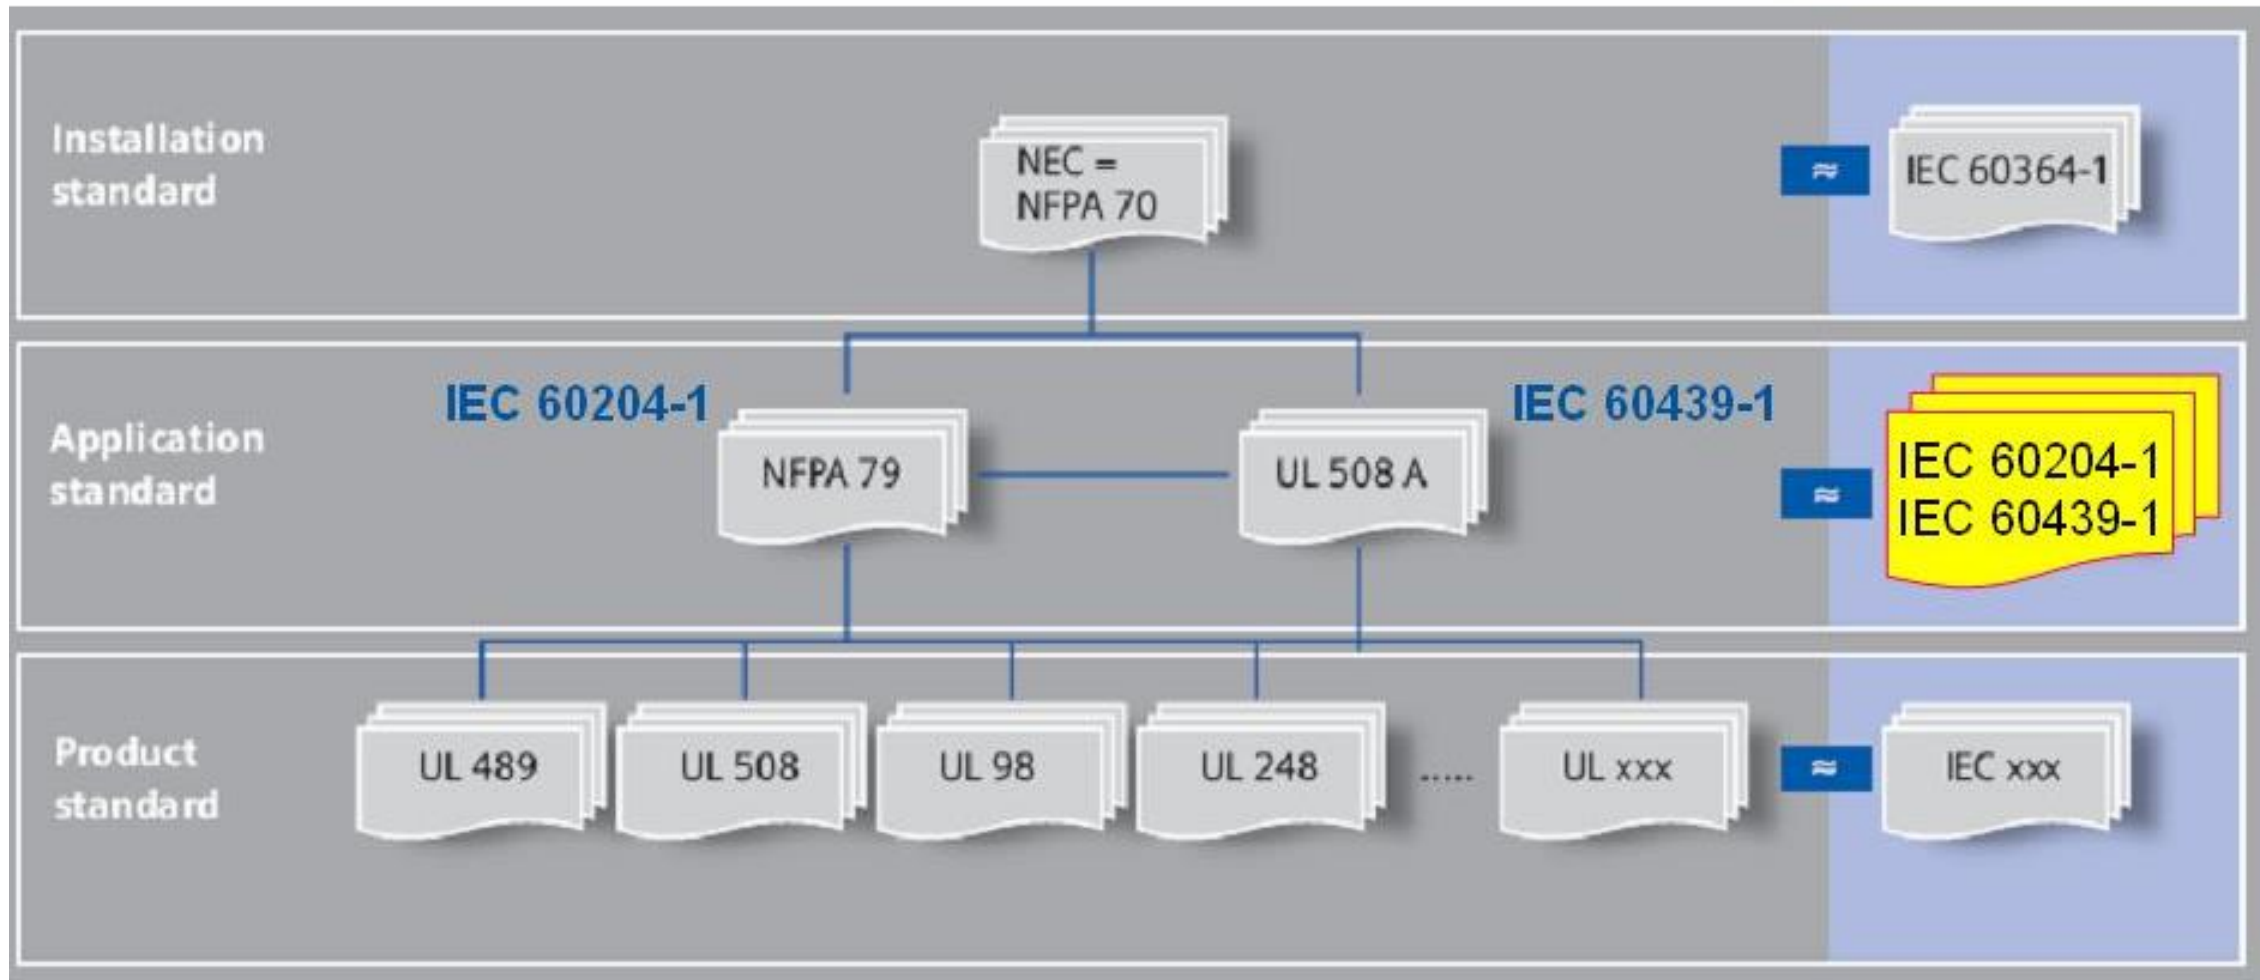 Installation
standard
NEC =
NFPA 70
≈
IEC 60364-1
Application
standard
IEC 60204-1
NFPA 79
IEC 60439-1
UL 508 A
≈
IEC 60204-1
IEC 60439-1
Product
standard
UL 489
UL 508
UL 98
UL 248
.....
UL xxx
≈
IEC xxx